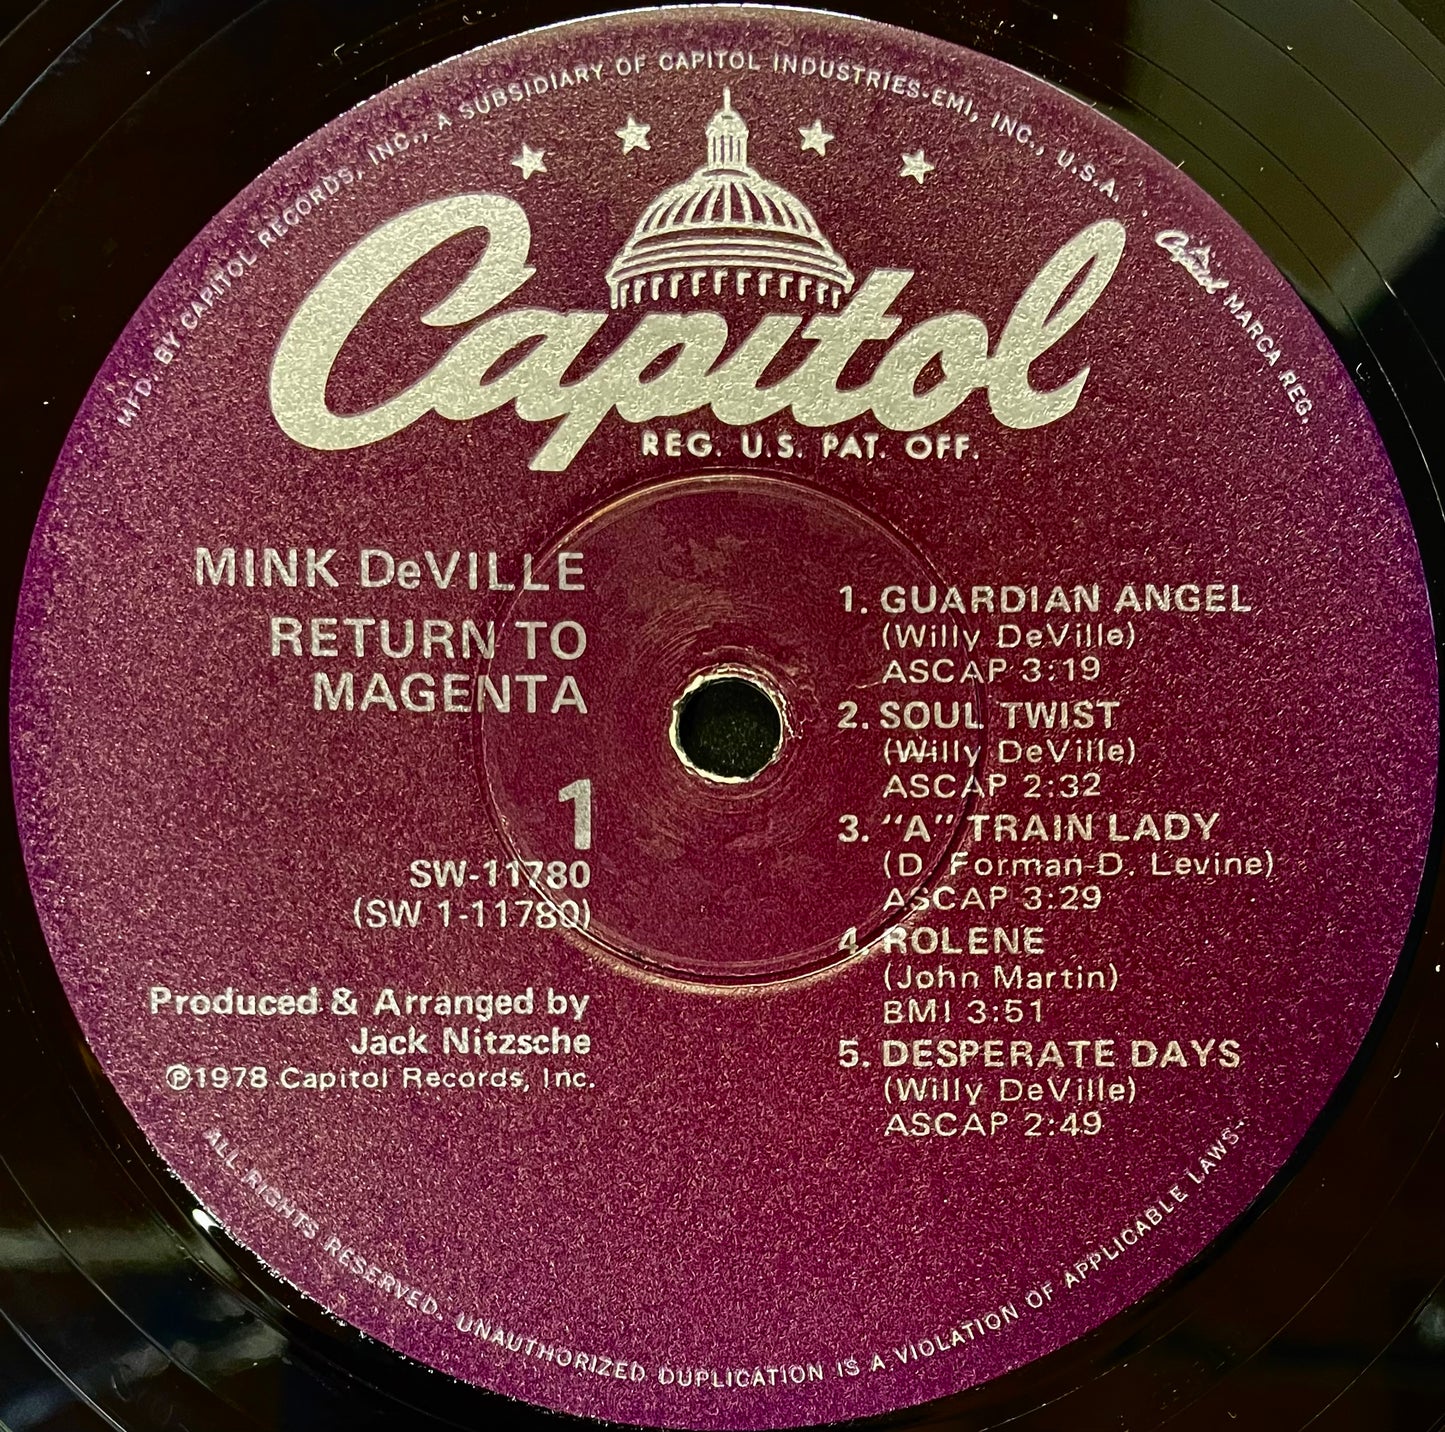 MFD. BY CAPITOL RECORDS, INC., A SUBSIDIARY OF CAPITOL INDUSTRIES-EMI, INC., U.S.A.
Capitol MARCA REG.
Capitol
REG. U.S. PAT. OFF.
MINK DeVILLE
RETURN TO
MAGENTA
1
SW-11780
(SW 1-11780)
Produced & Arranged by
Jack Nitzsche
℗1978 Capitol Records, Inc.
1. GUARDIAN ANGEL
(Willy DeVille)
ASCAP 3:19
2. SOUL TWIST
(Willy DeVille)
ASCAP 2:32
3. "A" TRAIN LADY
(D. Forman-D. Levine)
ASCAP 3:29
4. ROLENE
(John Martin)
BMI 3:51
5. DESPERATE DAYS
(Willy DeVille)
ASCAP 2:49
ALL RIGHTS RESERVED. UNAUTHORIZED DUPLICATION IS A VIOLATION OF APPLICABLE LAWS.